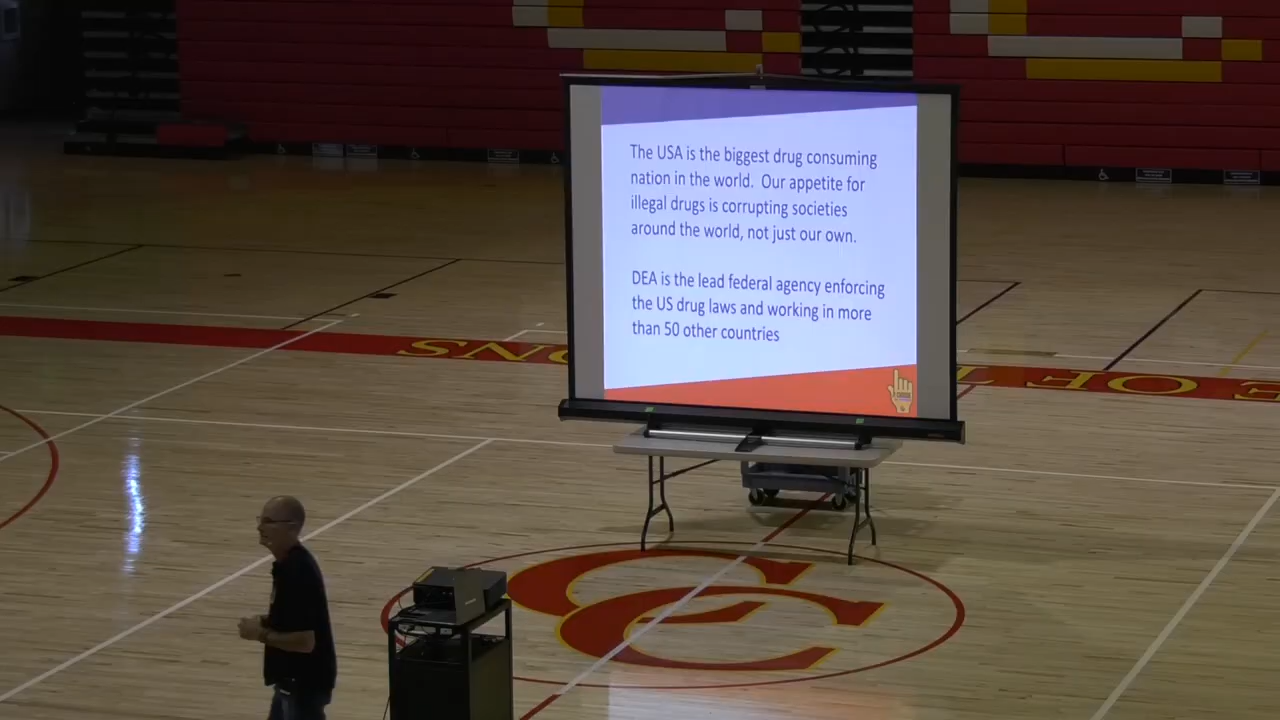 The USA is the biggest drug consuming
nation in the world. Our appetite for
illegal drugs is corrupting societies
around the world, not just our own.
DEA is the lead federal agency enforcing
the US drug laws and working in more
than 50 other countries
CC